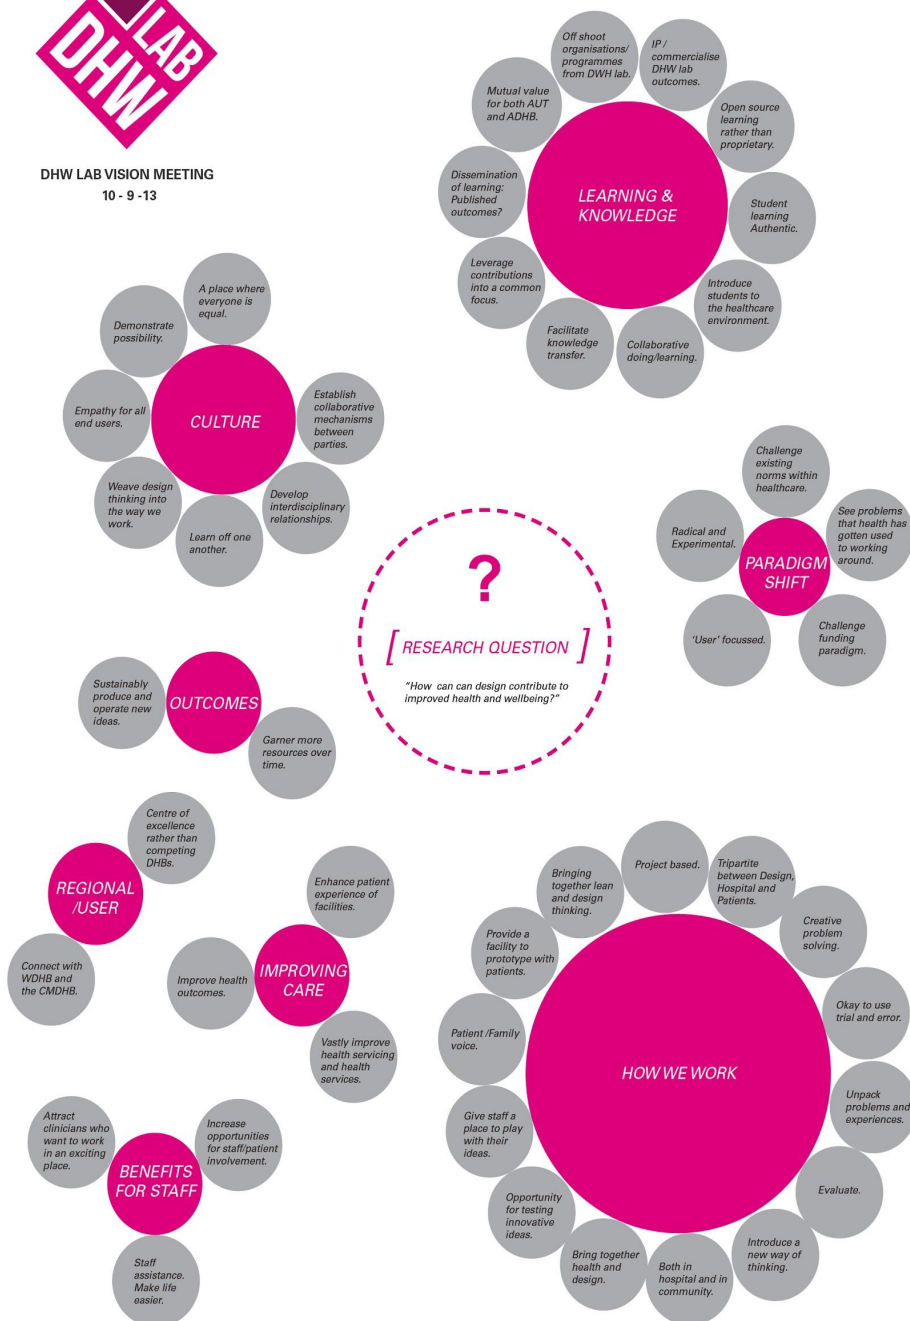 DHW
LAB
DHW LAB VISION MEETING
10 - 9 -13
LEARNING &
KNOWLEDGE
Off shoot
organisations/
programmes
from DWH lab.
IP /
commercialise
DHW lab
outcomes.
Open source
learning
rather than
proprietary.
Student
learning
Authentic.
Introduce
students to
the healthcare
environment.
Collaborative
doing/learning.
Facilitate
knowledge
transfer.
Leverage
contributions
into a common
focus.
Dissemination
of learning:
Published
outcomes?
Mutual value
for both AUT
and ADHB.
CULTURE
A place where
everyone is
equal.
Establish
collaborative
mechanisms
between
parties.
Develop
interdisciplinary
relationships.
Learn off one
another.
Weave design
thinking into
the way we
work.
Empathy for all
end users.
Demonstrate
possibility.
PARADIGM
SHIFT
Challenge
existing
norms within
healthcare.
See problems
that health has
gotten used
to working
around.
Challenge
funding
paradigm.
'User' focussed.
Radical and
Experimental.
?
[ RESEARCH QUESTION ]
"How can can design contribute to
improved health and wellbeing?"
OUTCOMES
Sustainably
produce and
operate new
ideas.
Garner more
resources over
time.
REGIONAL
/USER
Centre of
excellence
rather than
competing
DHBs.
Connect with
WDHB and
the CMDHB.
IMPROVING
CARE
Enhance patient
experience of
facilities.
Improve health
outcomes.
Vastly improve
health servicing
and health
services.
BENEFITS
FOR STAFF
Attract
clinicians who
want to work
in an exciting
place.
Increase
opportunities
for staff/patient
involvement.
Staff
assistance.
Make life
easier.
HOW WE WORK
Project based.
Tripartite
between Design,
Hospital and
Patients.
Creative
problem
solving.
Okay to use
trial and error.
Unpack
problems and
experiences.
Evaluate.
Introduce a
new way of
thinking.
Both in
hospital and in
community.
Bring together
health and
design.
Opportunity
for testing
innovative
ideas.
Give staff a
place to play
with their
ideas.
Patient /Family
voice.
Provide a
facility to
prototype with
patients.
Bringing
together lean
and design
thinking.